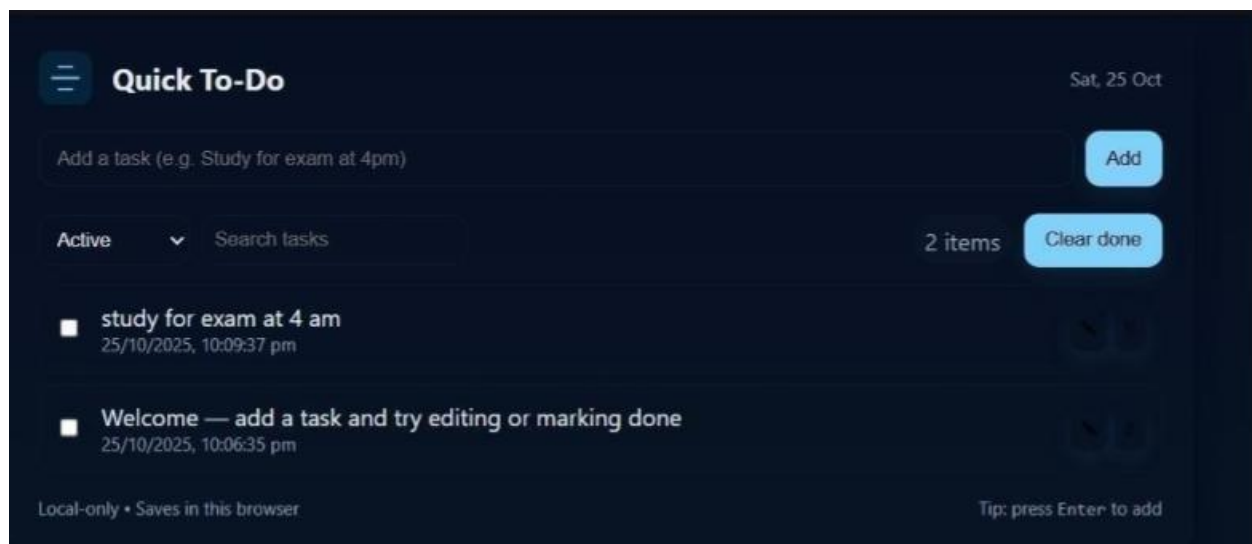 Quick To-Do
Sat, 25 Oct
Add a task (e.g. Study for exam at 4pm)
Add
Active
Search tasks
2 items
Clear done
study for exam at 4 am
25/10/2025, 10:09:37 pm
Welcome — add a task and try editing or marking done
25/10/2025, 10:06:35 pm
Local-only • Saves in this browser
Tip: press Enter to add